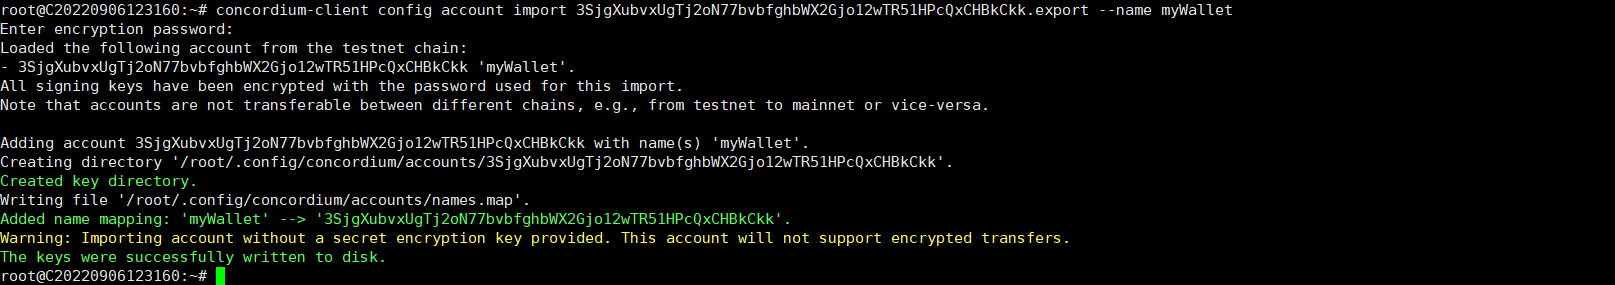 root@C20220906123160:~# concordium-client config account import 3SjgXubvxUgTj2oN77bvbfghbWX2Gjo12wTR51HPcQxCHBkCkk.export --name myWallet
Enter encryption password:
Loaded the following account from the testnet chain:
- 3SjgXubvxUgTj2oN77bvbfghbWX2Gjo12wTR51HPcQxCHBkCkk 'myWallet'.
All signing keys have been encrypted with the password used for this import.
Note that accounts are not transferable between different chains, e.g., from testnet to mainnet or vice-versa.
Adding account 3SjgXubvxUgTj2oN77bvbfghbWX2Gjo12wTR51HPcQxCHBkCkk with name(s) 'myWallet'.
Creating directory '/root/.config/concordium/accounts/3SjgXubvxUgTj2oN77bvbfghbWX2Gjo12wTR51HPcQxCHBkCkk'.
Created key directory.
Writing file '/root/.config/concordium/accounts/names.map'.
Added name mapping: 'myWallet' --> '3SjgXubvxUgTj2oN77bvbfghbWX2Gjo12wTR51HPcQxCHBkCkk'.
Warning: Importing account without a secret encryption key provided. This account will not support encrypted transfers.
The keys were successfully written to disk.
root@C20220906123160:~#